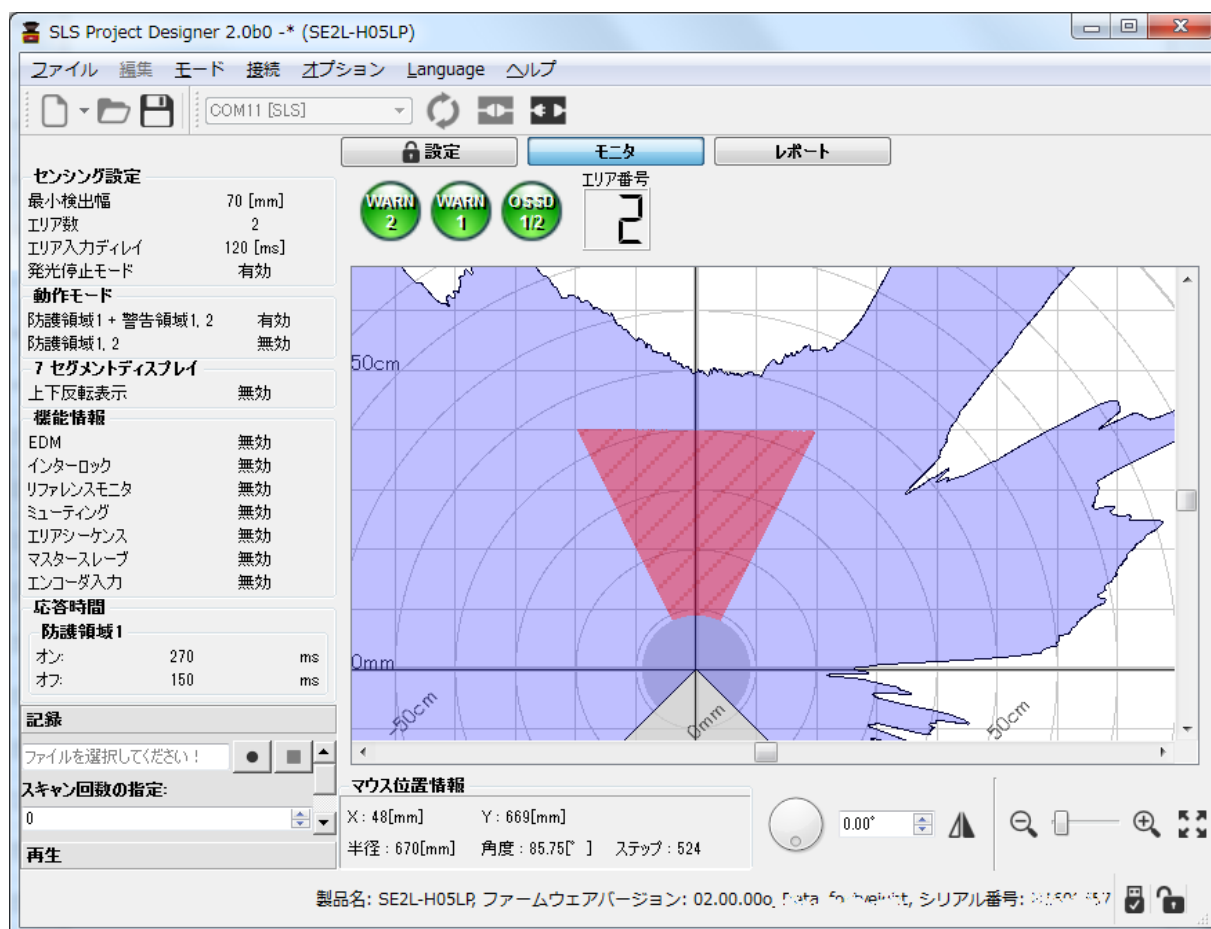 SLS Project Designer 2.0b0 -* (SE2L-H05LP)
ファイル 編集 モード 接続 オプション Language ヘルプ
COM11 [SLS]
設定 モニタ レポート
センシング設定
最小検出幅 70 [mm]
エリア数 2
エリア入力ディレイ 120 [ms]
発光停止モード 有効
動作モード
防護領域1 + 警告領域1, 2 有効
防護領域1, 2 無効
7 セグメントディスプレイ
上下反転表示 無効
機能情報
EDM 無効
インターロック 無効
リファレンスモニタ 無効
ミューティング 無効
エリアシーケンス 無効
マスタースレーブ 無効
エンコーダ入力 無効
応答時間
防護領域1
オン: 270 ms
オフ: 150 ms
記録
ファイルを選択してください!
スキャン回数の指定:
0
再生
WARN 2
WARN 1
OSSD 1/2
エリア番号
2
50cm
0mm
-50cm
0mm
50cm
マウス位置情報
X : 48[mm] Y : 669[mm]
半径 : 670[mm] 角度 : 85.75[° ] ステップ : 524
0.00°
製品名: SE2L-H05LP, ファームウェアバージョン: 02.00.00o, シリアル番号: